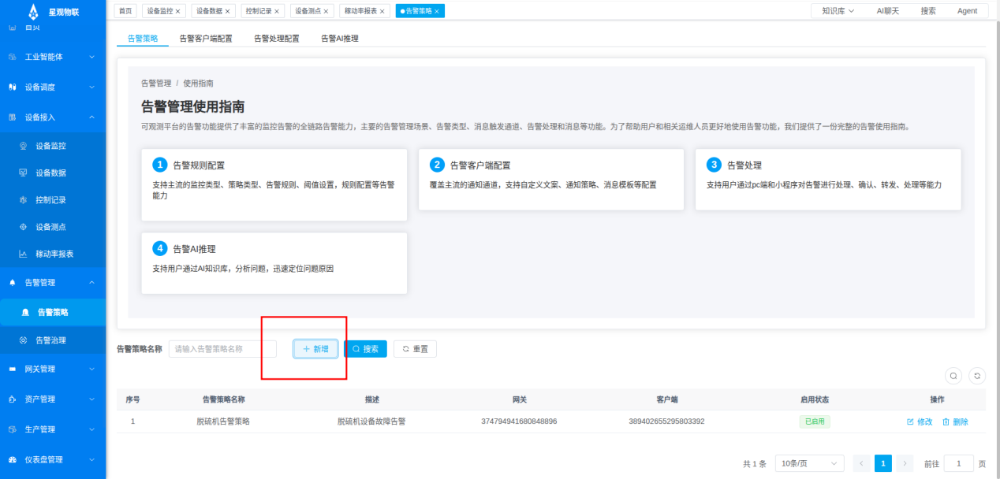 星观物联
首页
设备监控 ×
设备数据 ×
控制记录 ×
设备测点 ×
稼动率报表 ×
●告警策略 ×
知识库
AI聊天
搜索
Agent
首页
工业智能体
设备调度
设备接入
设备监控
设备数据
控制记录
设备测点
稼动率报表
告警管理
告警策略
告警治理
网关管理
资产管理
生产管理
仪表盘管理
告警策略
告警客户端配置
告警处理配置
告警AI推理
告警管理 / 使用指南
告警管理使用指南
可观测平台的告警功能提供了丰富的监控告警的全链路告警能力，主要的告警管理场景、告警类型、消息触发通道、告警处理和消息等功能。为了帮助用户和相关运维人员更好地使用告警功能，我们提供了一份完整的告警使用指南。
1 告警规则配置
支持主流的监控类型、策略类型、告警规则、阈值设置，规则配置等告警
能力
2 告警客户端配置
覆盖主流的通知通道，支持自定义文案、通知策略、消息模板等配置
3 告警处理
支持用户通过pc端和小程序对告警进行处理、确认、转发、处理等能力
4 告警AI推理
支持用户通过AI知识库，分析问题，迅速定位问题原因
告警策略名称
请输入告警策略名称
新增
搜索
重置
序号 告警策略名称 描述 网关 客户端 启用状态 操作
1 脱硫机告警策略 脱硫机设备故障告警 374794941680848896 389402655295803392 已启用 修改 删除
共 1 条
10条/页
1
前往 1 页